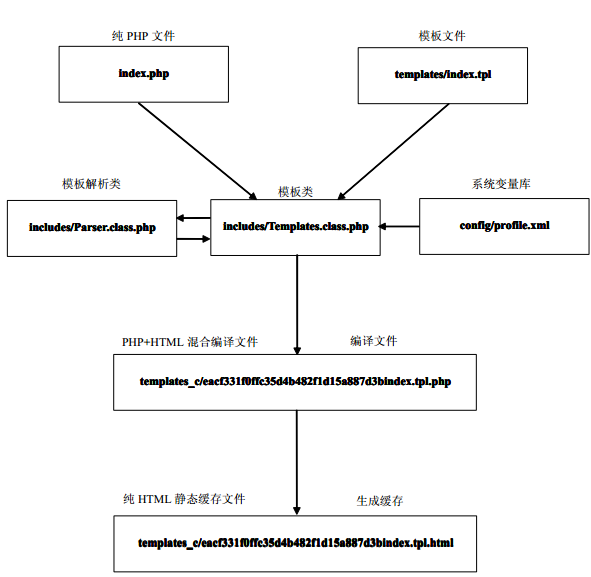 纯 PHP 文件
模板文件
index.php
templates/index.tpl
模板解析类
模板类
系统变量库
includes/Parser.class.php
includes/Templates.class.php
config/profile.xml
PHP+HTML 混合编译文件
编译文件
templates_c/eacf331f0ffc35d4b482f1d15a887d3bindex.tpl.php
纯 HTML 静态缓存文件
生成缓存
templates_c/eacf331f0ffc35d4b482f1d15a887d3bindex.tpl.html